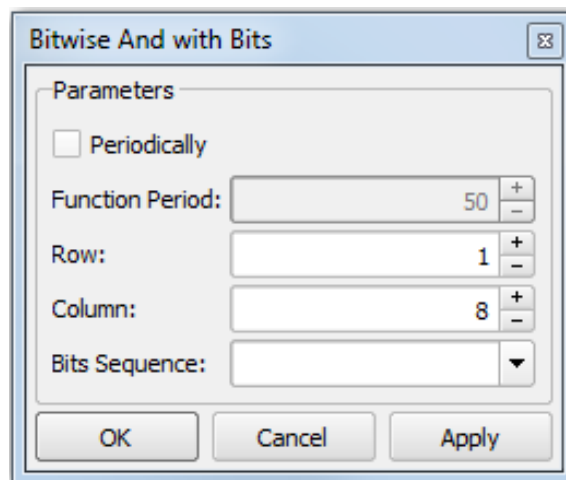 Bitwise And with Bits
Parameters
Periodically
Function Period: 50
Row: 1
Column: 8
Bits Sequence:
OK Cancel Apply